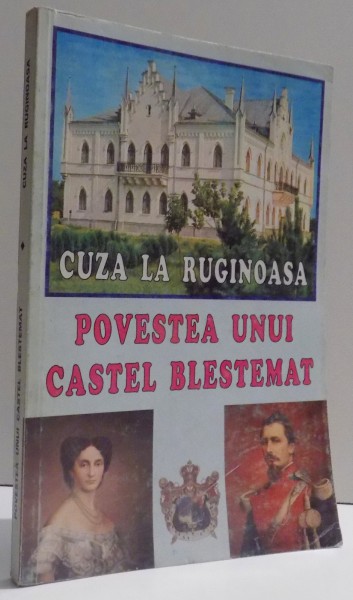 CUZA LA RUGINOASA
POVESTEA UNUI
CASTEL BLESTEMAT
POVESTEA UNUI CASTEL BLESTEMAT * CUZA LA RUGINOASA